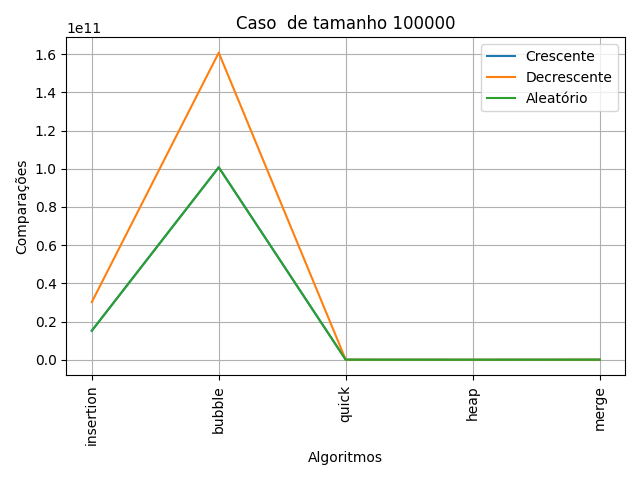 Caso  de tamanho 100000
1e11
Crescente
Decrescente
Aleatório
1.6
1.4
1.2
1.0
0.8
0.6
0.4
0.2
0.0
Comparações
insertion
bubble
quick
heap
merge
Algoritmos